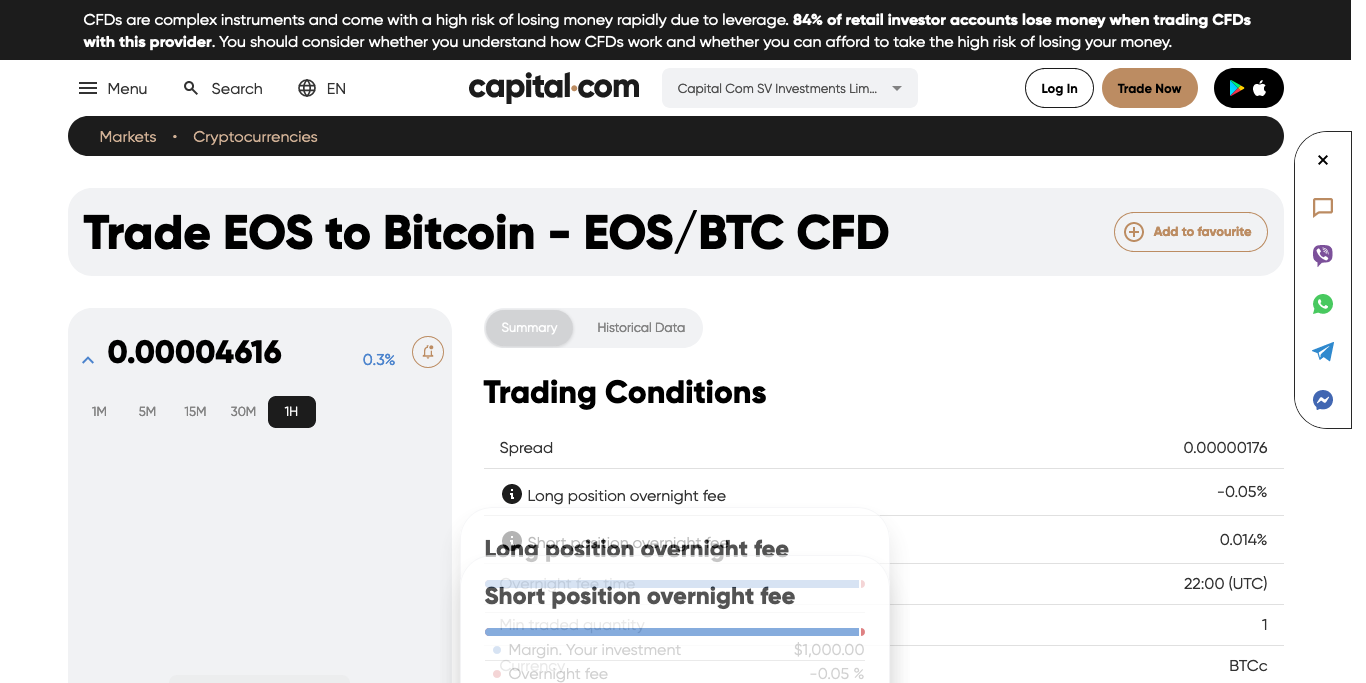 CFDs are complex instruments and come with a high risk of losing money rapidly due to leverage. 84% of retail investor accounts lose money when trading CFDs
with this provider. You should consider whether you understand how CFDs work and whether you can afford to take the high risk of losing your money.
Menu Search EN capital.com Capital Com SV Investments Lim... Log In Trade Now
Markets • Cryptocurrencies
Trade EOS to Bitcoin - EOS/BTC CFD Add to favourite
0.00004616 0.3%
1M 5M 15M 30M 1H
Summary Historical Data
Trading Conditions
Spread 0.00000176
Long position overnight fee -0.05%
Short position overnight fee 0.014%
Long position overnight fee
Overnight fee time 22:00 (UTC)
Short position overnight fee
Min traded quantity 1
Margin. Your investment $1,000.00
Currency BTCc
Overnight fee -0.05 %